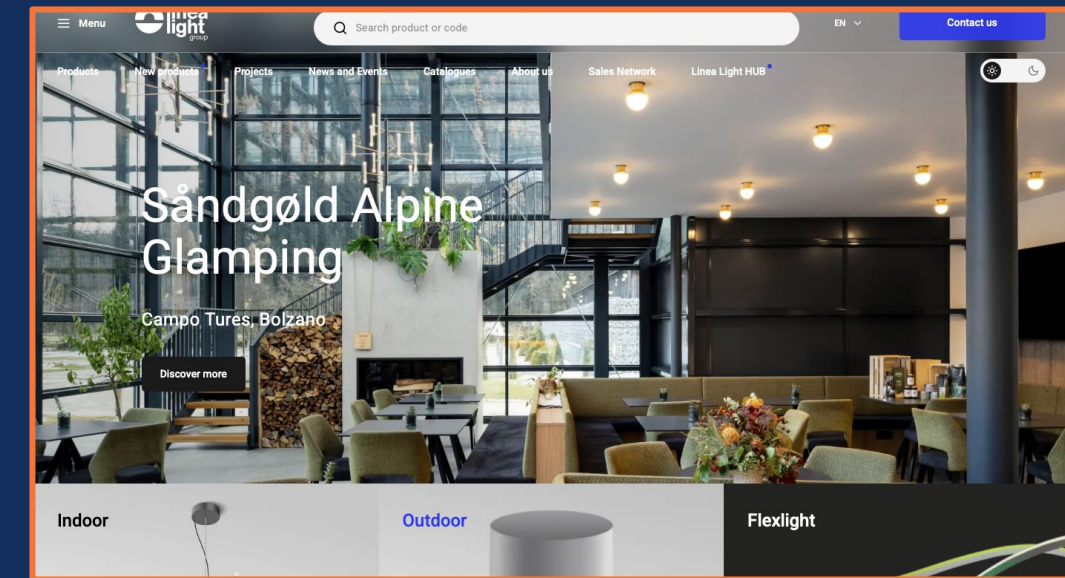 Menu
linea
light
group
Search product or code
EN
Contact us
Products
New products
Projects
News and Events
Catalogues
About us
Sales Network
Linea Light HUB
Såndgøld Alpine
Glamping
Campo Tures, Bolzano
Discover more
Indoor
Outdoor
Flexlight